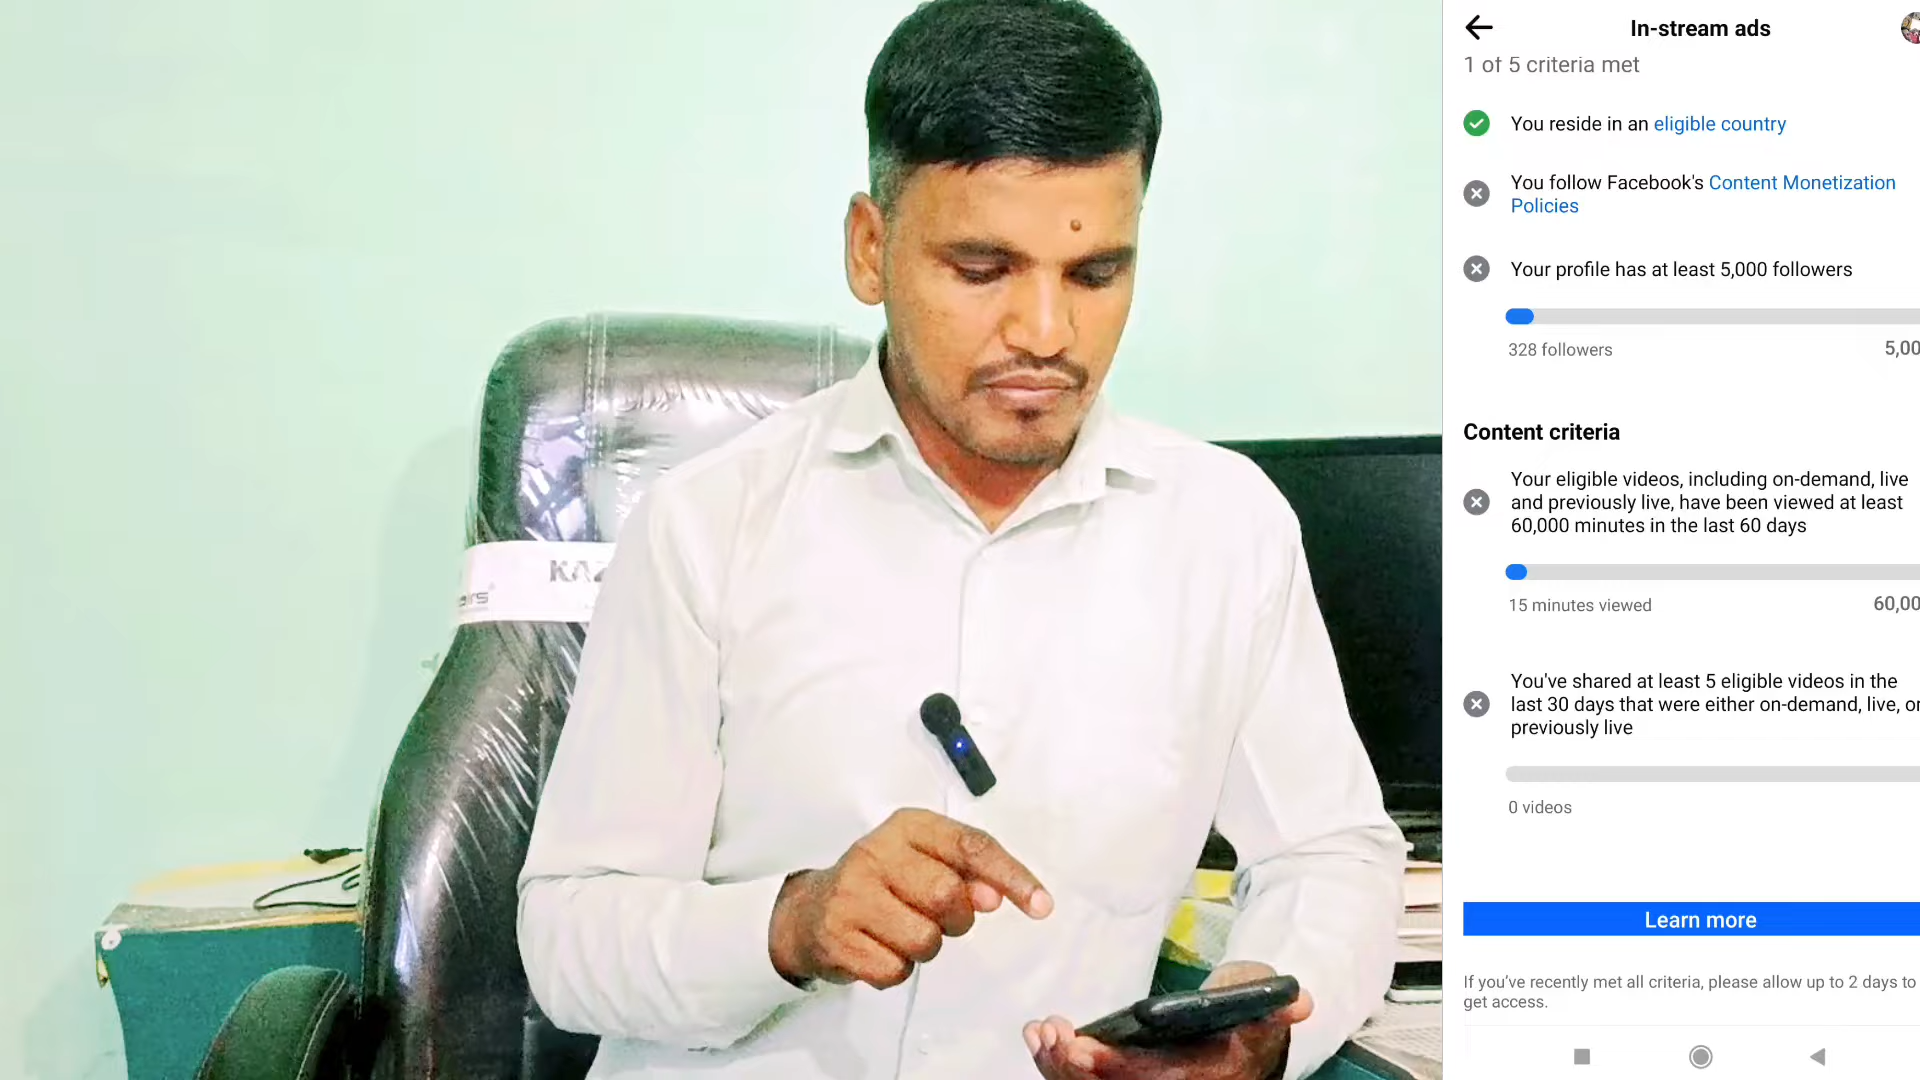 In-stream ads
1 of 5 criteria met
You reside in an eligible country
You follow Facebook's Content Monetization
Policies
Your profile has at least 5,000 followers
328 followers 5,00
Content criteria
Your eligible videos, including on-demand, live
and previously live, have been viewed at least
60,000 minutes in the last 60 days
15 minutes viewed 60,00
You've shared at least 5 eligible videos in the
last 30 days that were either on-demand, live, or
previously live
0 videos
Learn more
If you've recently met all criteria, please allow up to 2 days to
get access.
KAZ